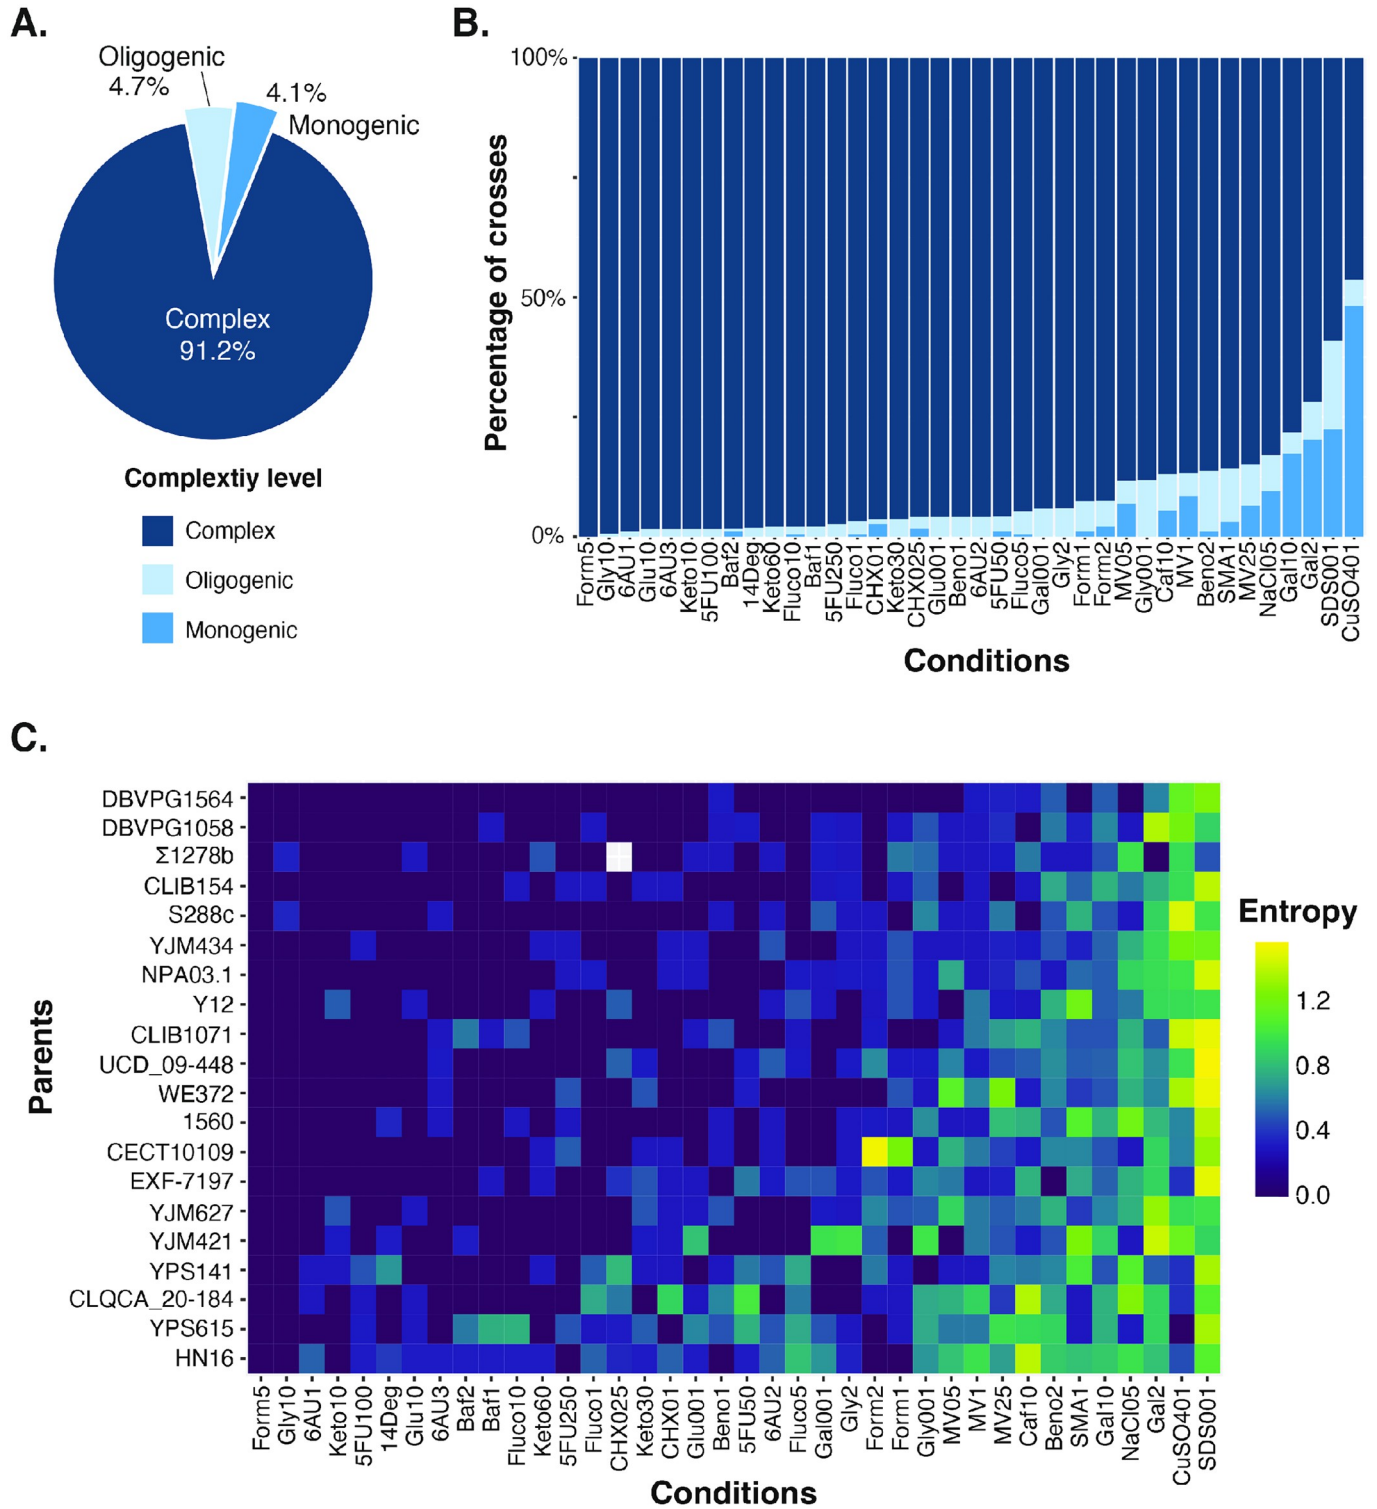 A.
Oligogenic
4.7%
4.1%
Monogenic
Complex
91.2%
Complextiy level
Complex
Oligogenic
Monogenic
B.
100%
50%
0%
Percentage of crosses
Form5
Gly10
6AU1
Glu10
6AU3
Keto10
5FU100
Baf2
14Deg
Keto60
Fluco10
Baf1
5FU250
Fluco1
CHX01
Keto30
CHX025
Glu001
Beno1
6AU2
5FU50
Fluco5
Gal001
Gly2
Form1
Form2
MV05
Gly001
Caf10
MV1
Beno2
SMA1
MV25
NaCl05
Gal10
Gal2
SDS001
CuSO401
Conditions
C.
Parents
DBVPG1564
DBVPG1058
Σ1278b
CLIB154
S288c
YJM434
NPA03.1
Y12
CLIB1071
UCD_09-448
WE372
1560
CECT10109
EXF-7197
YJM627
YJM421
YPS141
CLQCA_20-184
YPS615
HN16
Form5
Gly10
6AU1
Keto10
5FU100
14Deg
Glu10
6AU3
Baf2
Baf1
Fluco10
Keto60
5FU250
Fluco1
CHX025
Keto30
CHX01
Glu001
Beno1
5FU50
6AU2
Fluco5
Gal001
Gly2
Form2
Form1
Gly001
MV05
MV1
MV25
Caf10
Beno2
SMA1
Gal10
NaCl05
Gal2
CuSO401
SDS001
Conditions
Entropy
1.2
0.8
0.4
0.0